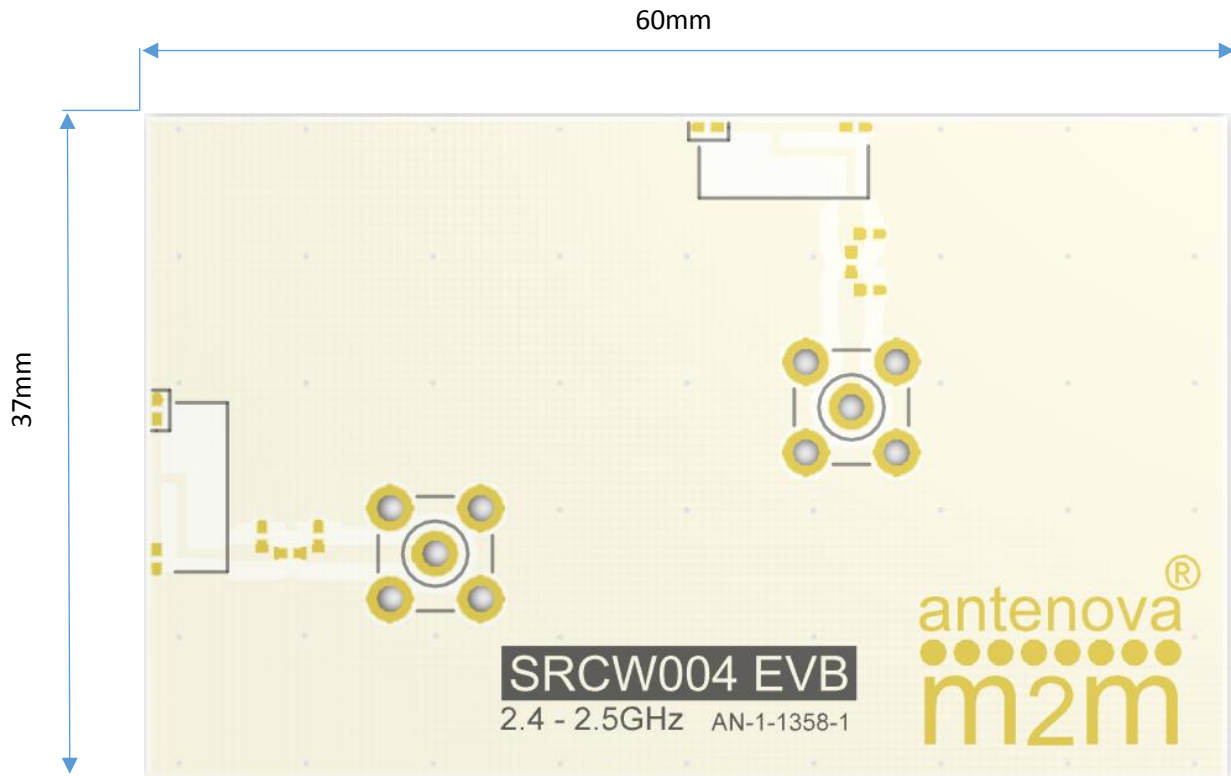 60mm
37mm
antenova®
m2m
SRCW004 EVB
2.4 - 2.5GHz AN-1-1358-1